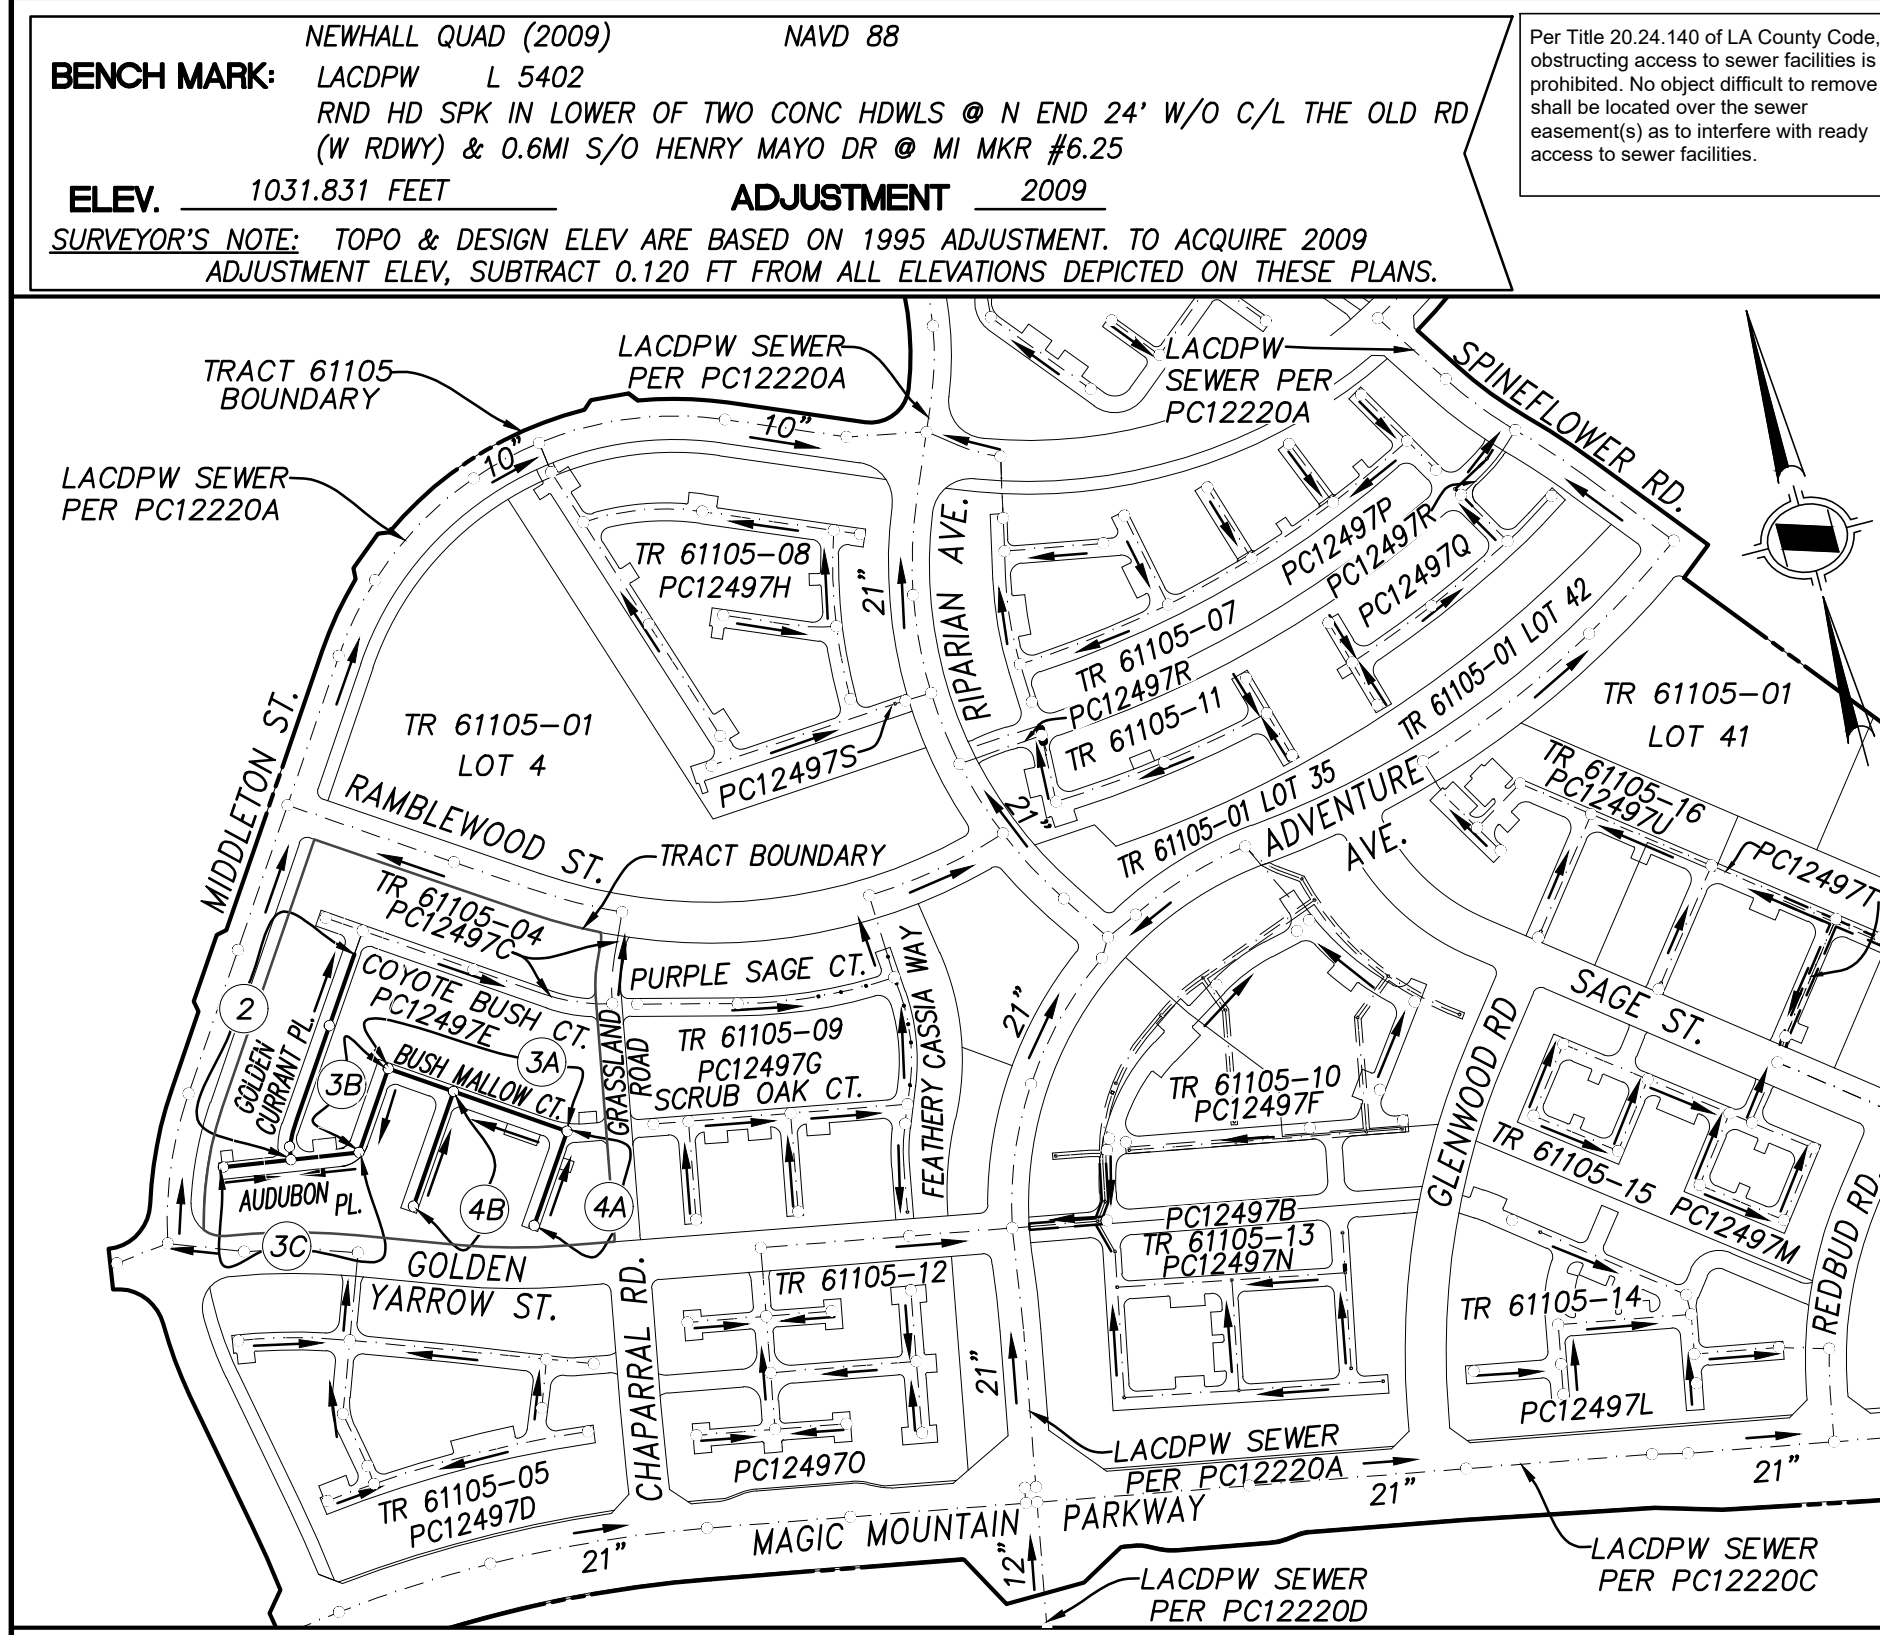 NEWHALL QUAD (2009) NAVD 88
BENCH MARK: LACDPW L 5402
RND HD SPK IN LOWER OF TWO CONC HDWLS @ N END 24' W/O C/L THE OLD RD
(W RDWY) & 0.6MI S/O HENRY MAYO DR @ MI MKR #6.25
ELEV. 1031.831 FEET ADJUSTMENT 2009
SURVEYOR'S NOTE: TOPO & DESIGN ELEV ARE BASED ON 1995 ADJUSTMENT. TO ACQUIRE 2009
ADJUSTMENT ELEV, SUBTRACT 0.120 FT FROM ALL ELEVATIONS DEPICTED ON THESE PLANS.
Per Title 20.24.140 of LA County Code,
obstructing access to sewer facilities is
prohibited. No object difficult to remove
shall be located over the sewer
easement(s) as to interfere with ready
access to sewer facilities.
TRACT 61105
BOUNDARY
LACDPW SEWER
PER PC12220A
LACDPW
SEWER PER
PC12220A
SPINEFLOWER RD.
LACDPW SEWER
PER PC12220A
10"
10"
TR 61105-08
PC12497H
21"
RIPARIAN AVE.
PC12497P
PC12497R
PC12497Q
TR 61105-07
PC12497R
TR 61105-11
TR 61105-01 LOT 42
TR 61105-01
LOT 41
MIDDLETON ST.
TR 61105-01
LOT 4
PC12497S
RAMBLEWOOD ST.
21"
TR 61105-01 LOT 35
ADVENTURE
AVE.
TR 61105-16
PC12497U
PC12497T
TRACT BOUNDARY
TR 61105-04
PC12497C
COYOTE BUSH CT.
PC12497E
PURPLE SAGE CT.
FEATHERY CASSIA WAY
2
GOLDEN
CURRANT PL.
3B
BUSH MALLOW CT.
3A
GRASSLAND
ROAD
TR 61105-09
PC12497G
SCRUB OAK CT.
21"
TR 61105-10
PC12497F
GLENWOOD RD
SAGE ST.
TR 61105-15
PC12497M
REDBUD RD.
AUDUBON PL.
4B
4A
3C
GOLDEN
YARROW ST.
CHAPARRAL RD.
TR 61105-12
PC12497B
TR 61105-13
PC12497N
TR 61105-14
PC12497L
21"
PC12497O
TR 61105-05
PC12497D
LACDPW SEWER
PER PC12220A
21"
21"
MAGIC MOUNTAIN PARKWAY
21"
12"
LACDPW SEWER
PER PC12220D
LACDPW SEWER
PER PC12220C